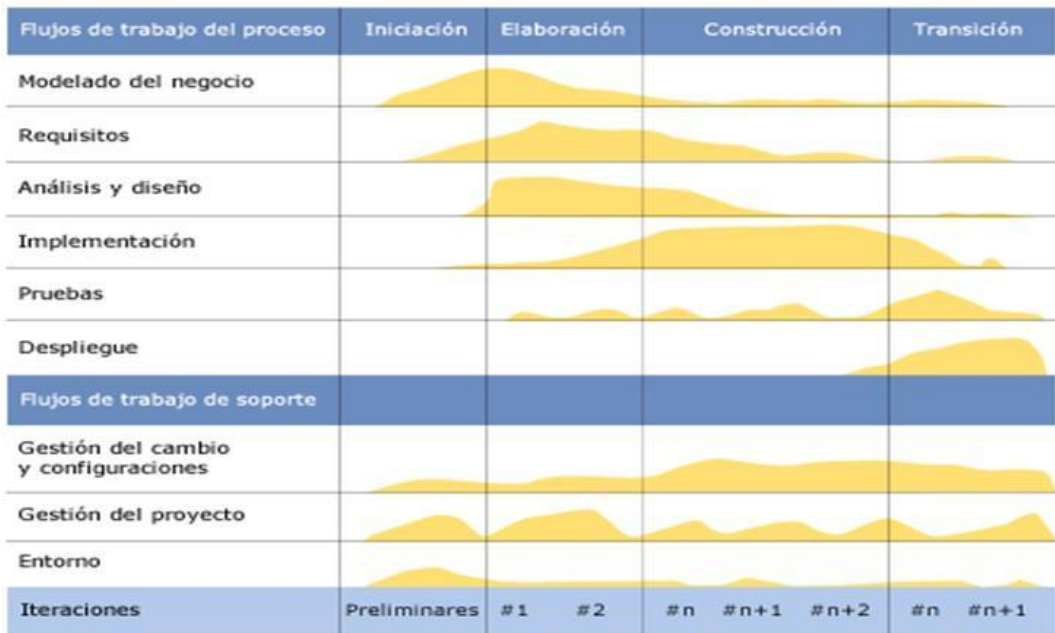 Flujos de trabajo del proceso Iniciación Elaboración Construcción Transición
Modelado del negocio
Requisitos
Análisis y diseño
Implementación
Pruebas
Despliegue
Flujos de trabajo de soporte
Gestión del cambio
y configuraciones
Gestión del proyecto
Entorno
Iteraciones Preliminares #1 #2 #n #n+1 #n+2 #n #n+1